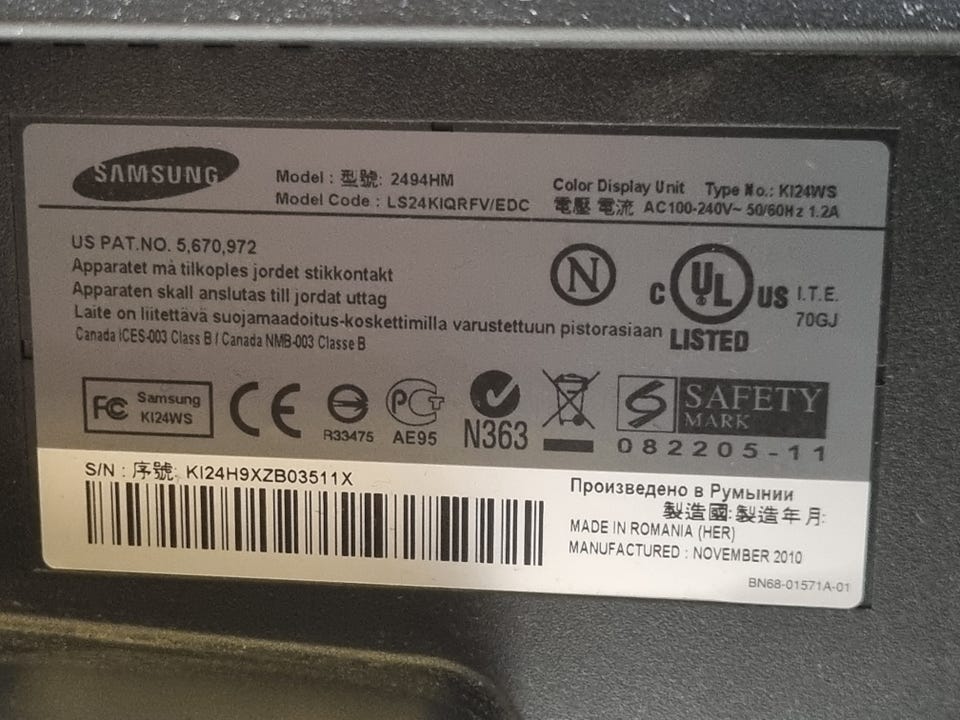 SAMSUNG
Model : 型號: 2494HM
Model Code : LS24KIQRFV/EDC
Color Display Unit Type No.: KI24WS
電壓 電流 AC100-240V~ 50/60Hz 1.2A
US PAT.NO. 5,670,972
Apparatet må tilkoples jordet stikkontakt
Apparaten skall anslutas till jordat uttag
Laite on liitettävä suojamaadoitus-koskettimilla varustettuun pistorasiaan
Canada ICES-003 Class B / Canada NMB-003 Classe B
N
C UL US
LISTED
I.T.E.
70GJ
FC Samsung
KI24WS
CE
R33475
PCT
AE95
N363
S SAFETY
MARK
082205-11
S/N : 序號: KI24H9XZB03511X
Произведено в Румынии
製造國:製造年月:
MADE IN ROMANIA (HER)
MANUFACTURED : NOVEMBER 2010
BN68-01571A-01